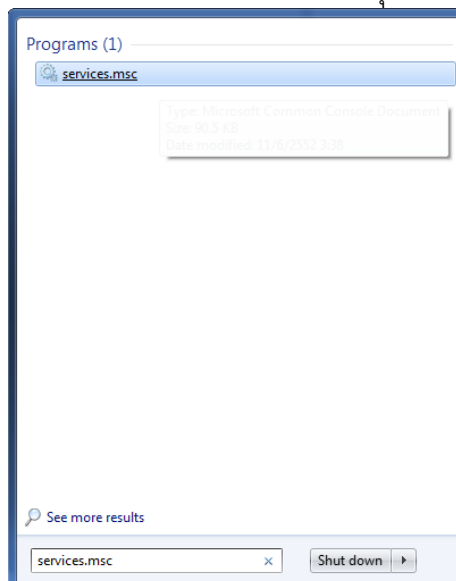 Programs (1)
services.msc
Type: Microsoft Common Console Document
Size: 90.5 KB
Date modified: 11/6/2552 3:38
See more results
services.msc
Shut down